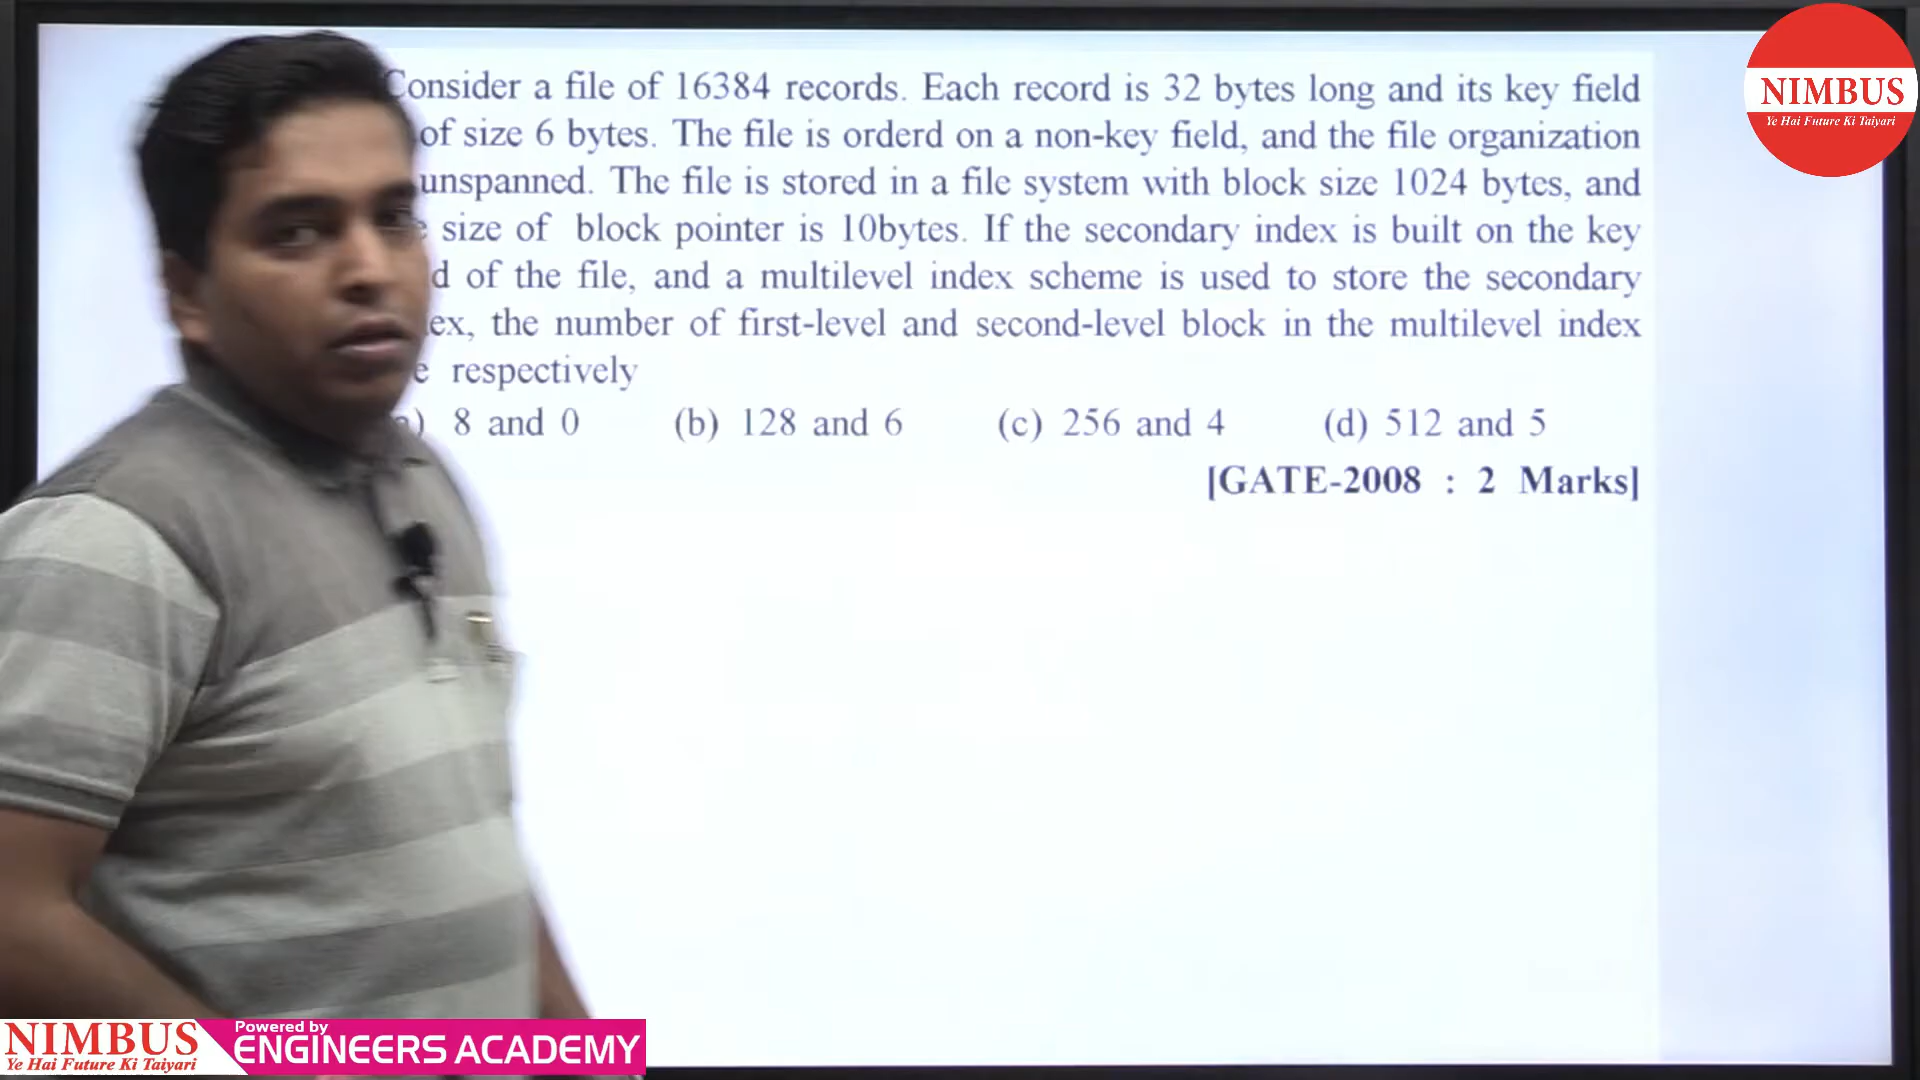 Consider a file of 16384 records. Each record is 32 bytes long and its key field
of size 6 bytes. The file is orderd on a non-key field, and the file organization
unspanned. The file is stored in a file system with block size 1024 bytes, and
size of block pointer is 10bytes. If the secondary index is built on the key
d of the file, and a multilevel index scheme is used to store the secondary
ex, the number of first-level and second-level block in the multilevel index
e respectively
) 8 and 0 (b) 128 and 6 (c) 256 and 4 (d) 512 and 5
[GATE-2008 : 2 Marks]
NIMBUS
Ye Hai Future Ki Taiyari
NIMBUS
Ye Hai Future Ki Taiyari
Powered by
ENGINEERS ACADEMY